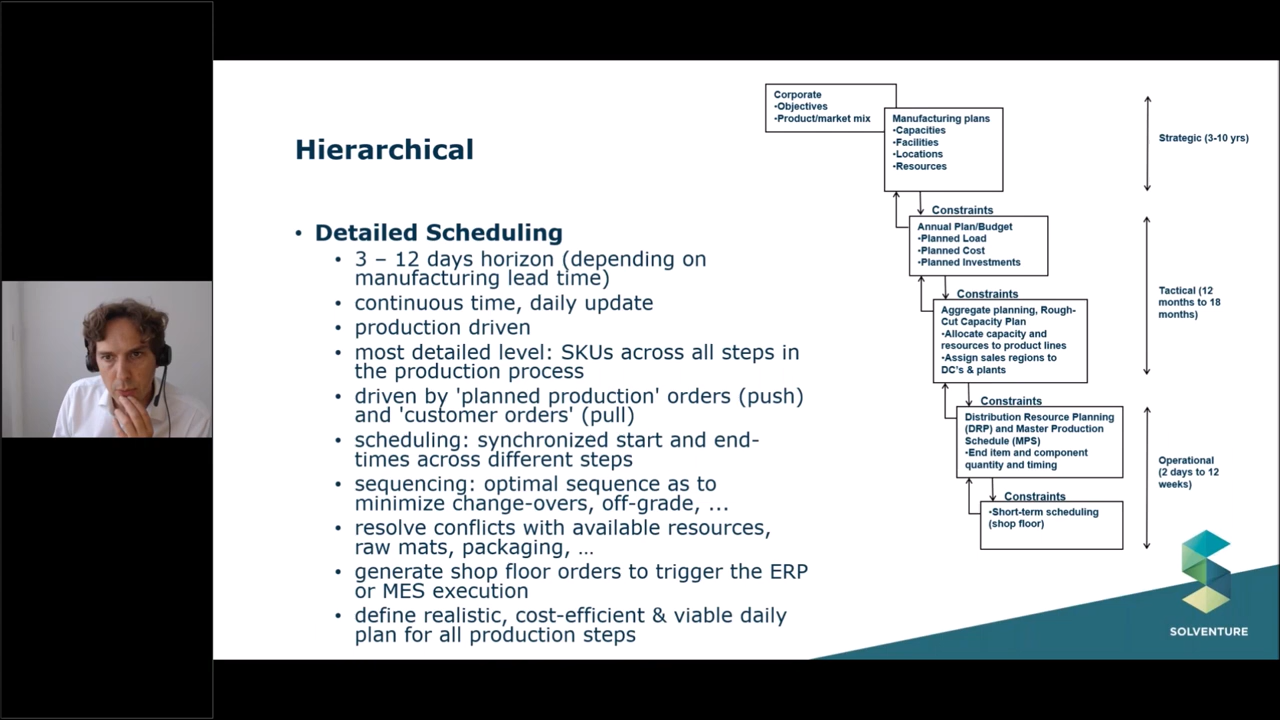 Hierarchical
• Detailed Scheduling
• 3 – 12 days horizon (depending on
manufacturing lead time)
• continuous time, daily update
• production driven
• most detailed level: SKUs across all steps in
the production process
• driven by 'planned production' orders (push)
and 'customer orders' (pull)
• scheduling: synchronized start and end-
times across different steps
• sequencing: optimal sequence as to
minimize change-overs, off-grade, ...
• resolve conflicts with available resources,
raw mats, packaging, …
• generate shop floor orders to trigger the ERP
or MES execution
• define realistic, cost-efficient & viable daily
plan for all production steps
Corporate
•Objectives
•Product/market mix
Manufacturing plans
•Capacities
•Facilities
•Locations
•Resources
Constraints
Annual Plan/Budget
•Planned Load
•Planned Cost
•Planned Investments
Constraints
Aggregate planning, Rough-
Cut Capacity Plan
•Allocate capacity and
resources to product lines
•Assign sales regions to
DC's & plants
Constraints
Distribution Resource Planning
(DRP) and Master Production
Schedule (MPS)
•End item and component
quantity and timing
Constraints
•Short-term scheduling
(shop floor)
Strategic (3-10 yrs)
Tactical (12
months to 18
months)
Operational
(2 days to 12
weeks)
SOLVENTURE